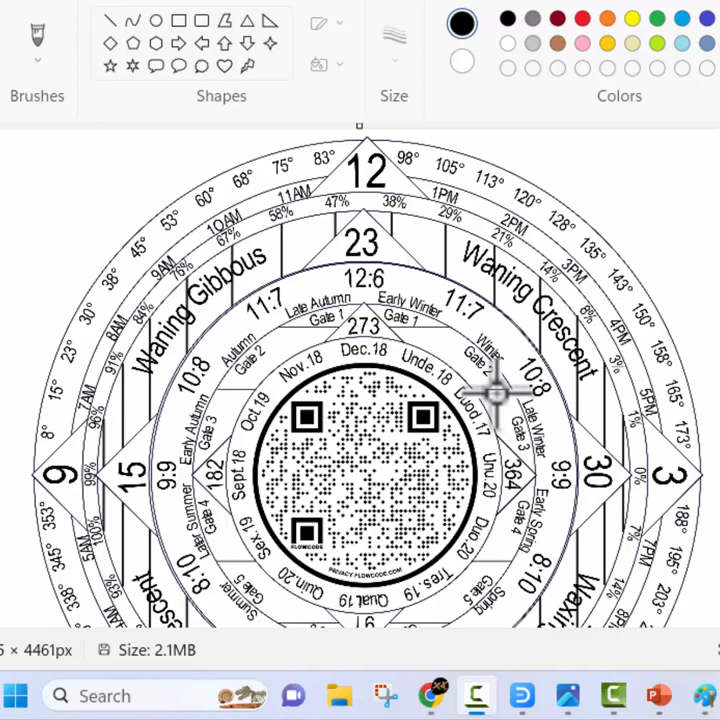 Brushes
Shapes
Size
Colors
8° 15° 23° 30° 38° 45° 53° 60° 68° 75° 83° 12 98° 105° 113° 120° 128° 135° 143° 150° 158° 165° 173° 3 188° 195° 203°
338° 345° 353° 9
5AM
7AM 8AM 9AM 10AM 11AM 1PM 2PM 3PM 4PM 5PM 7PM
93% 100% 99% 96% 91% 84% 76% 67% 58% 47% 38% 29% 21% 14% 8% 3% 1% 0% 7% 14%
Waning Gibbous
Waning Crescent
15 23 30
8:10 9:9 10:8 11:7 12:6 11:7 10:8 9:9 8:10
Summer Later Summer Early Autumn Autumn Late Autumn Early Winter Winter Late Winter Early Spring Spring
Gate 5 Gate 4 Gate 3 Gate 2 Gate 1 Gate 1 Gate 2 Gate 3 Gate 4 Gate 5
182 273 364
Quin.20 Sex. 19 Sept. 18 Oct.19 Nov.18 Dec.18 Unde. 18 Duod. 17 Unu.20 Duo.20 Tres. 19 Qual.19
FLOWCODE
PRIVACY.FLOWCODE.COM
5 × 4461px
Size: 2.1MB
Search